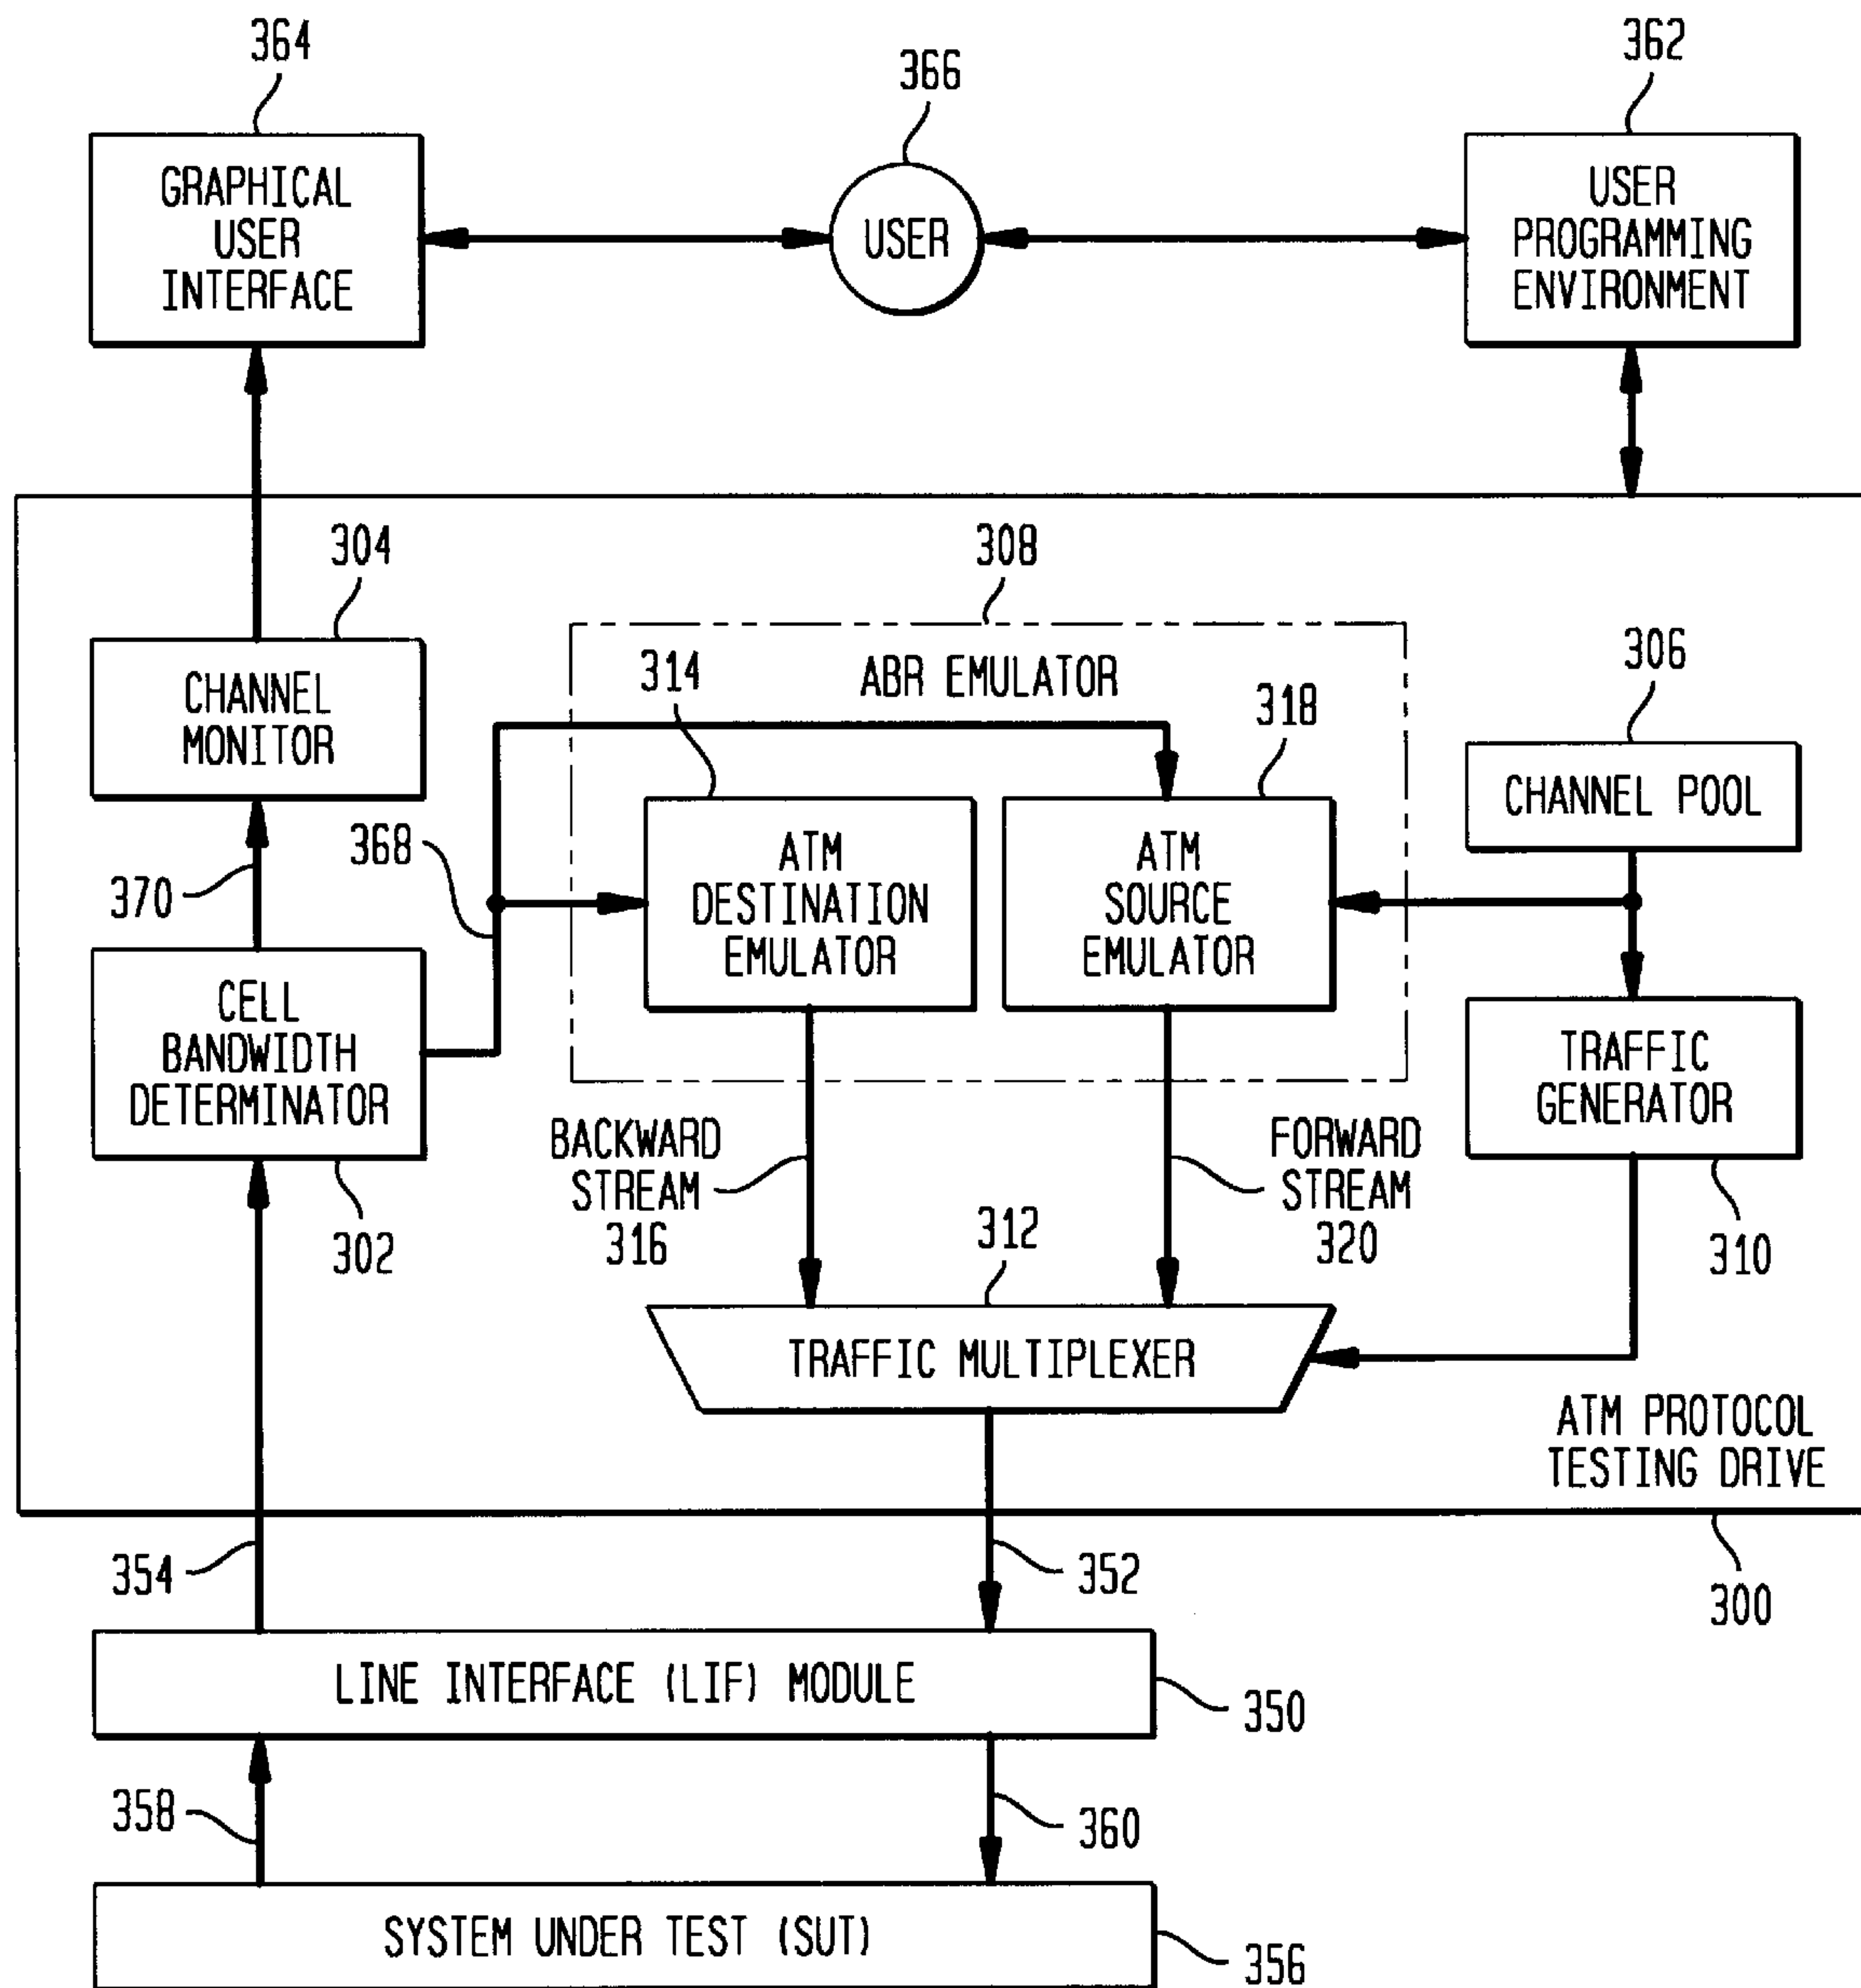 364
366
362
GRAPHICAL
USER
INTERFACE
USER
USER
PROGRAMMING
ENVIRONMENT
304
308
306
CHANNEL
MONITOR
314
ABR EMULATOR
318
CHANNEL POOL
368
370
ATM
DESTINATION
EMULATOR
ATM
SOURCE
EMULATOR
CELL
BANDWIDTH
DETERMINATOR
TRAFFIC
GENERATOR
302
BACKWARD
STREAM
316
312
FORWARD
STREAM
320
310
TRAFFIC MULTIPLEXER
ATM PROTOCOL
TESTING DRIVE
354
352
300
LINE INTERFACE (LIF) MODULE
350
358
360
SYSTEM UNDER TEST (SUT)
356